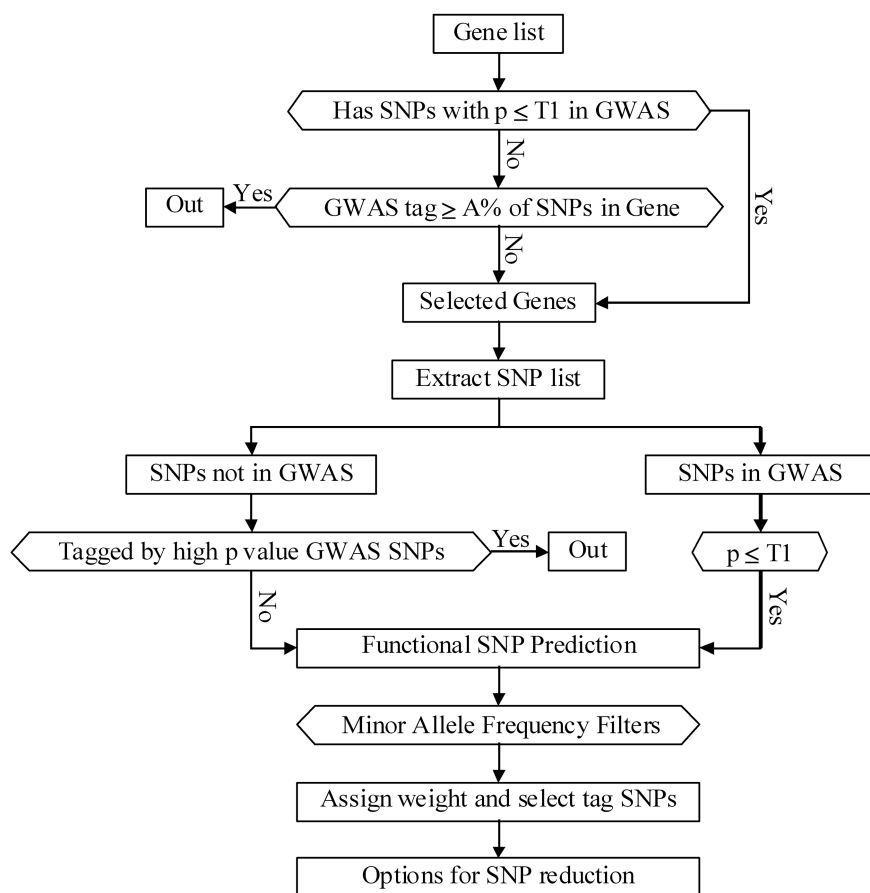 Gene list
Has SNPs with p ≤ T1 in GWAS
No
Yes
Out
Yes
GWAS tag ≥ A% of SNPs in Gene
No
Selected Genes
Extract SNP list
SNPs not in GWAS
SNPs in GWAS
Tagged by high p value GWAS SNPs
Yes
Out
p ≤ T1
No
Yes
Functional SNP Prediction
Minor Allele Frequency Filters
Assign weight and select tag SNPs
Options for SNP reduction